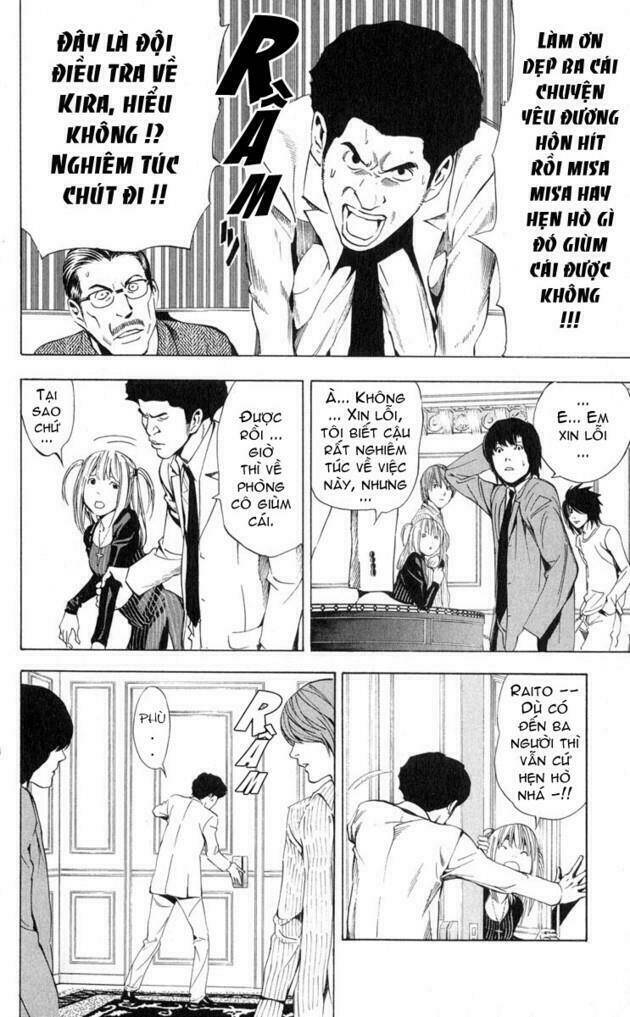 LÀM ƠN
DẸP BA CÁI
CHUYỆN
YÊU ĐƯƠNG
HÔN HÍT
RỒI MISA
MISA HAY
HẸN HÒ GÌ
ĐÓ GIÙM
CÁI ĐƯỢC
KHÔNG
!!!
RẦM
ĐÂY LÀ ĐỘI
ĐIỀU TRA VỀ
KIRA, HIỂU
KHÔNG !?
NGHIÊM TÚC
CHÚT ĐI !!
...
E... EM
XIN LỖI
...
À... KHÔNG
... XIN LỖI,
TÔI BIẾT CẬU
RẤT NGHIÊM
TÚC VỀ VIỆC
NÀY, NHƯNG
...
ĐƯỢC
RỒI ...
GIỜ
THÌ VỀ
PHÒNG
CÔ GIÙM
CÁI.
TẠI
SAO CHỨ
...
RAITO --
DÙ CÓ
ĐẾN BA
NGƯỜI THÌ
VẪN CỨ
HẸN HÒ
NHÁ -!!
RẦM
PHÙ
.
.